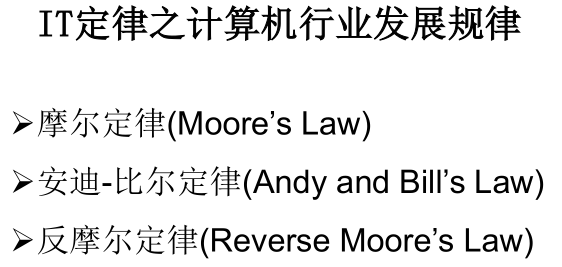 IT定律之计算机行业发展规律
➢摩尔定律(Moore’s Law)
➢安迪-比尔定律(Andy and Bill’s Law)
➢反摩尔定律(Reverse Moore’s Law)